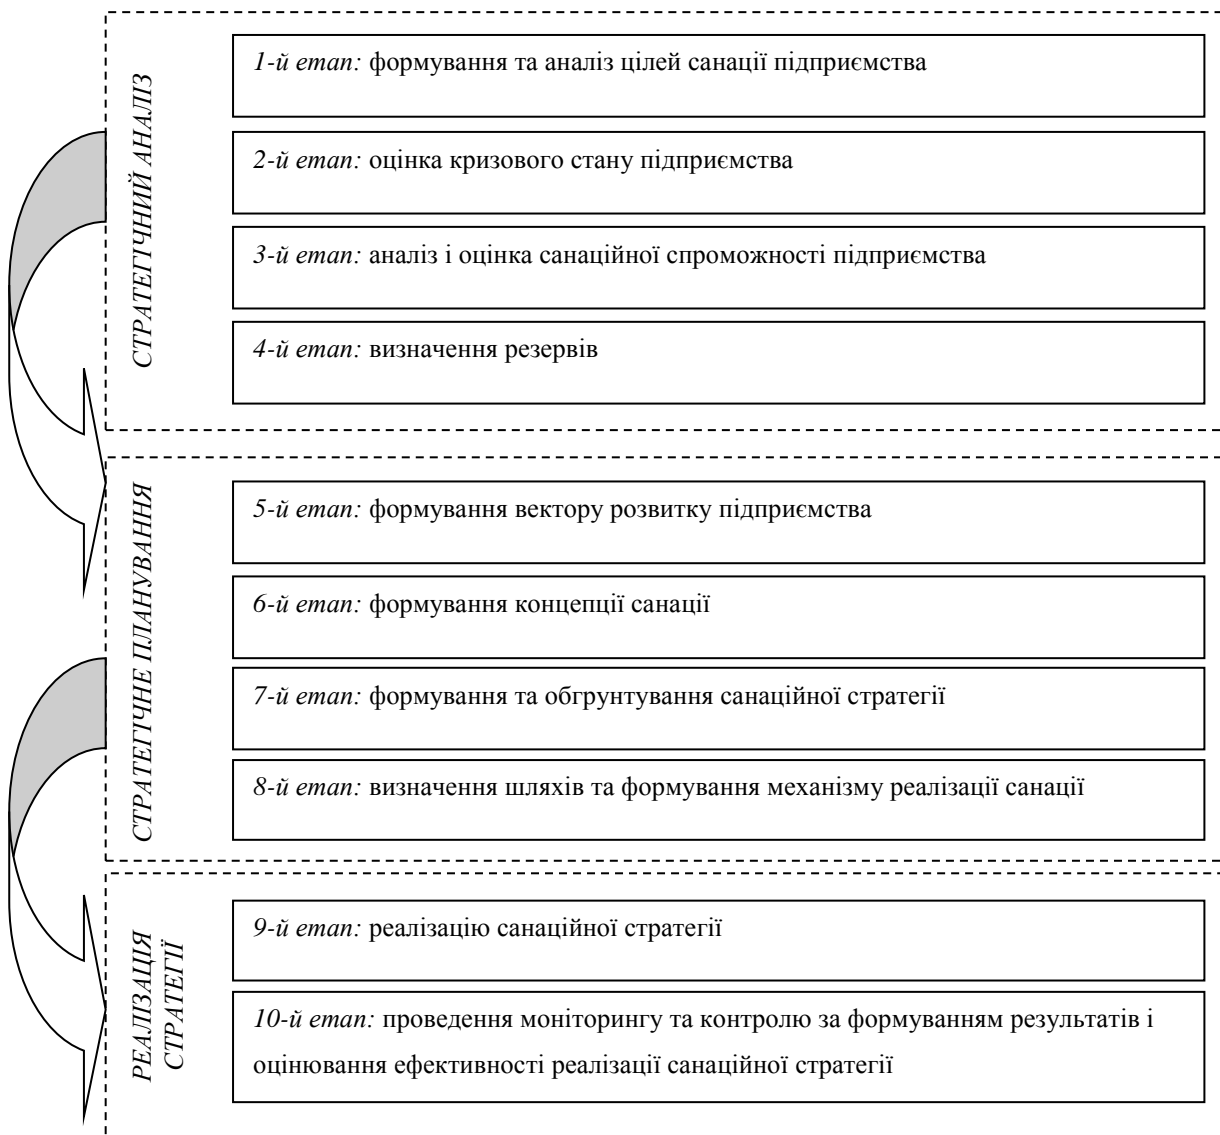 СТРАТЕГІЧНИЙ АНАЛІЗ
1-й етап: формування та аналіз цілей санації підприємства
2-й етап: оцінка кризового стану підприємства
3-й етап: аналіз і оцінка санаційної спроможності підприємства
4-й етап: визначення резервів
СТРАТЕГІЧНЕ ПЛАНУВАННЯ
5-й етап: формування вектору розвитку підприємства
6-й етап: формування концепції санації
7-й етап: формування та обгрунтування санаційної стратегії
8-й етап: визначення шляхів та формування механізму реалізації санації
РЕАЛІЗАЦІЯ
СТРАТЕГІЇ
9-й етап: реалізацію санаційної стратегії
10-й етап: проведення моніторингу та контролю за формуванням результатів і
оцінювання ефективності реалізації санаційної стратегії